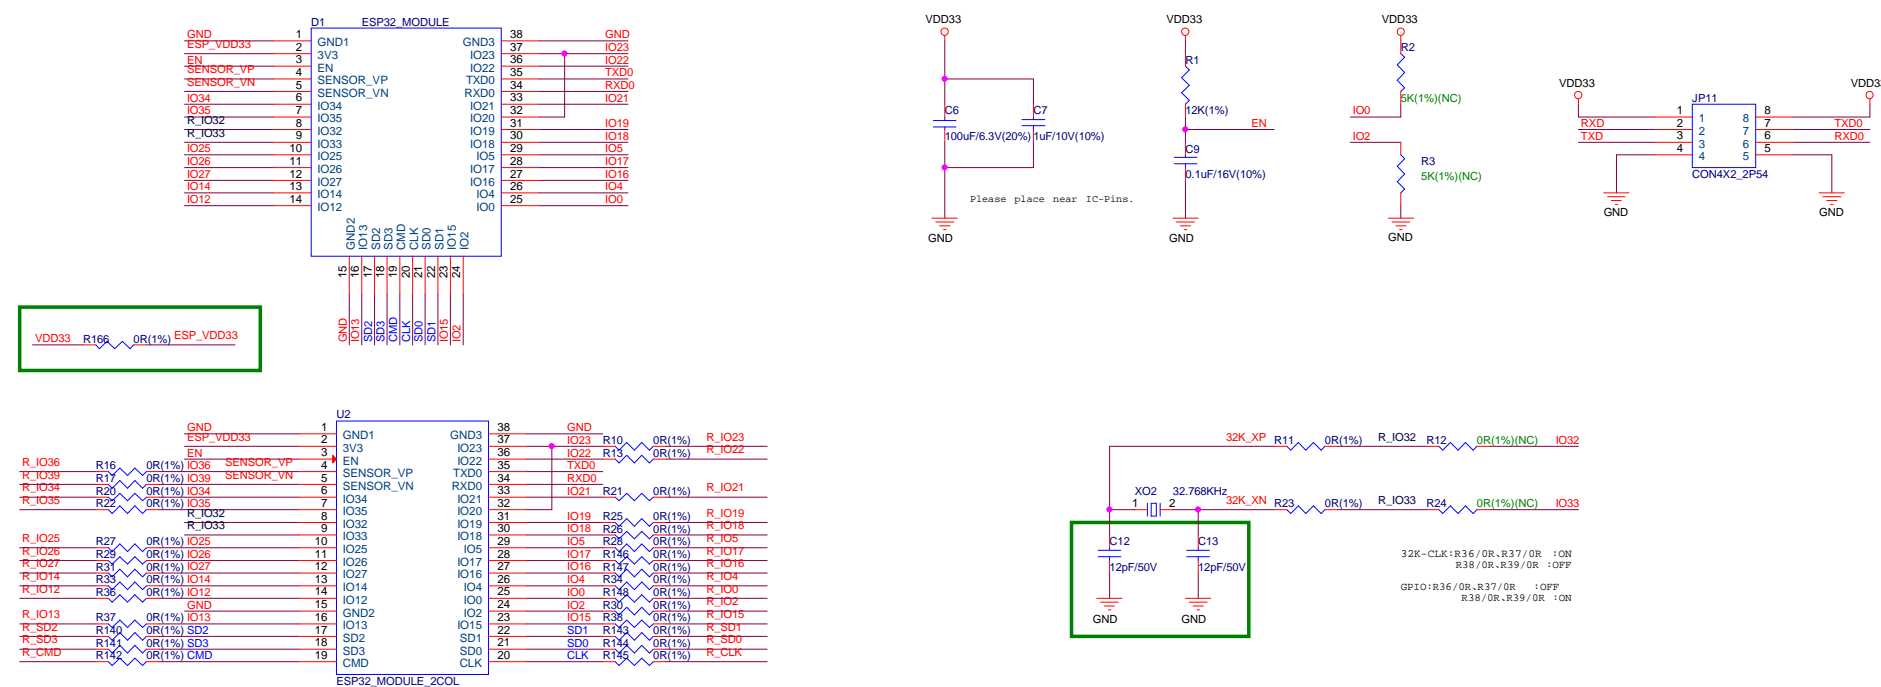 D1 ESP32_MODULE
GND 1 GND1 GND3 38 GND
ESP_VDD33 2 3V3 IO23 37 IO23
EN 3 EN IO22 36 IO22
SENSOR_VP 4 SENSOR_VP TXD0 35 TXD0
SENSOR_VN 5 SENSOR_VN RXD0 34 RXD0
IO34 6 IO34 IO21 33 IO21
IO35 7 IO35 IO20 32
R_IO32 8 IO32 IO19 31 IO19
R_IO33 9 IO33 IO18 30 IO18
IO25 10 IO25 IO5 29 IO5
IO26 11 IO26 IO17 28 IO17
IO27 12 IO27 IO16 27 IO16
IO14 13 IO14 IO4 26 IO4
IO12 14 IO12 IO0 25 IO0
GND2 IO13 SD2 SD3 CMD CLK SD0 SD1 IO15 IO2
15 16 17 18 19 20 21 22 23 24
GND IO13 SD2 SD3 CMD CLK SD0 SD1 IO15 IO2
VDD33
C6
100uF/6.3V(20%)
C7
1uF/10V(10%)
Please place near IC-Pins.
GND
VDD33
R1
12K(1%)
EN
C9
0.1uF/16V(10%)
GND
VDD33
R2
5K(1%)(NC)
IO0
IO2
R3
5K(1%)(NC)
GND
VDD33 VDD3
JP11
1 1 8 8
RXD 2 2 7 7 TXD0
TXD 3 3 6 6 RXD0
4 4 5 5
CON4X2_2P54
GND GND
VDD33 R166 0R(1%) ESP_VDD33
U2
GND 1 GND1 GND3 38 GND
ESP_VDD33 2 3V3 IO23 37 IO23 R10 0R(1%) R_IO23
EN 3 EN IO22 36 IO22 R13 0R(1%) R_IO22
R_IO36 R16 0R(1%) IO36 SENSOR_VP 4 SENSOR_VP TXD0 35 TXD0
R_IO39 R17 0R(1%) IO39 SENSOR_VN 5 SENSOR_VN RXD0 34 RXD0
R_IO34 R20 0R(1%) IO34 6 IO34 IO21 33 IO21 R21 0R(1%) R_IO21
R_IO35 R22 0R(1%) IO35 7 IO35 IO20 32
R_IO32 8 IO32 IO19 31 IO19 R25 0R(1%) R_IO19
R_IO33 9 IO33 IO18 30 IO18 R26 0R(1%) R_IO18
R_IO25 R27 0R(1%) IO25 10 IO25 IO5 29 IO5 R28 0R(1%) R_IO5
R_IO26 R29 0R(1%) IO26 11 IO26 IO17 28 IO17 R146 0R(1%) R_IO17
R_IO27 R31 0R(1%) IO27 12 IO27 IO16 27 IO16 R147 0R(1%) R_IO16
R_IO14 R33 0R(1%) IO14 13 IO14 IO4 26 IO4 R34 0R(1%) R_IO4
R_IO12 R36 0R(1%) IO12 14 IO12 IO0 25 IO0 R148 0R(1%) R_IO0
GND 15 GND2 IO2 24 IO2 R30 0R(1%) R_IO2
R_IO13 R37 0R(1%) IO13 16 IO13 IO15 23 IO15 R38 0R(1%) R_IO15
R_SD2 R140 0R(1%) SD2 17 SD2 SD1 22 SD1 R143 0R(1%) R_SD1
R_SD3 R141 0R(1%) SD3 18 SD3 SD0 21 SD0 R144 0R(1%) R_SD0
R_CMD R142 0R(1%) CMD 19 CMD CLK 20 CLK R145 0R(1%) R_CLK
ESP32_MODULE_2COL
32K_XP R11 0R(1%) R_IO32 R12 0R(1%)(NC) IO32
XO2 32.768KHz
1 2
32K_XN R23 0R(1%) R_IO33 R24 0R(1%)(NC) IO33
C12 C13
12pF/50V 12pF/50V
GND GND
32K-CLK:R36/0R、R37/0R :ON
R38/0R、R39/0R :OFF
GPIO:R36/0R、R37/0R :OFF
R38/0R、R39/0R :ON